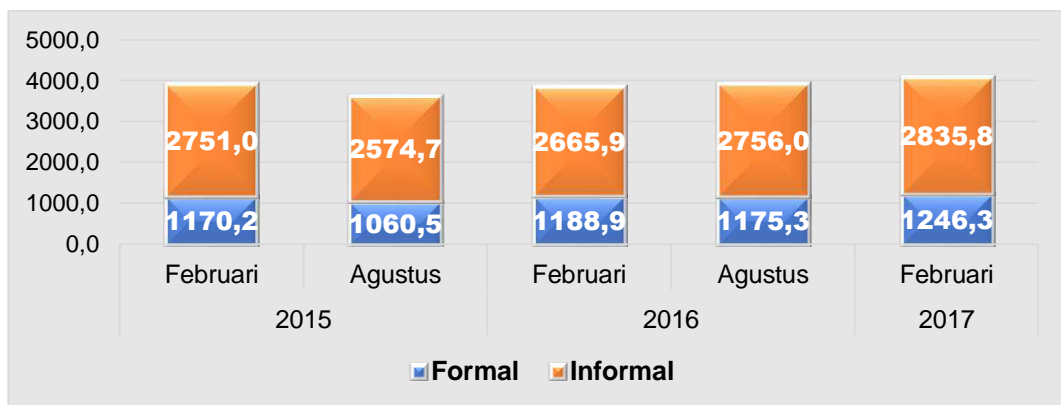 5000,0
4000,0
3000,0
2000,0
1000,0
0,0
2751,0 2574,7 2665,9 2756,0 2835,8
1170,2 1060,5 1188,9 1175,3 1246,3
Februari Agustus Februari Agustus Februari
2015 2016 2017
Formal Informal